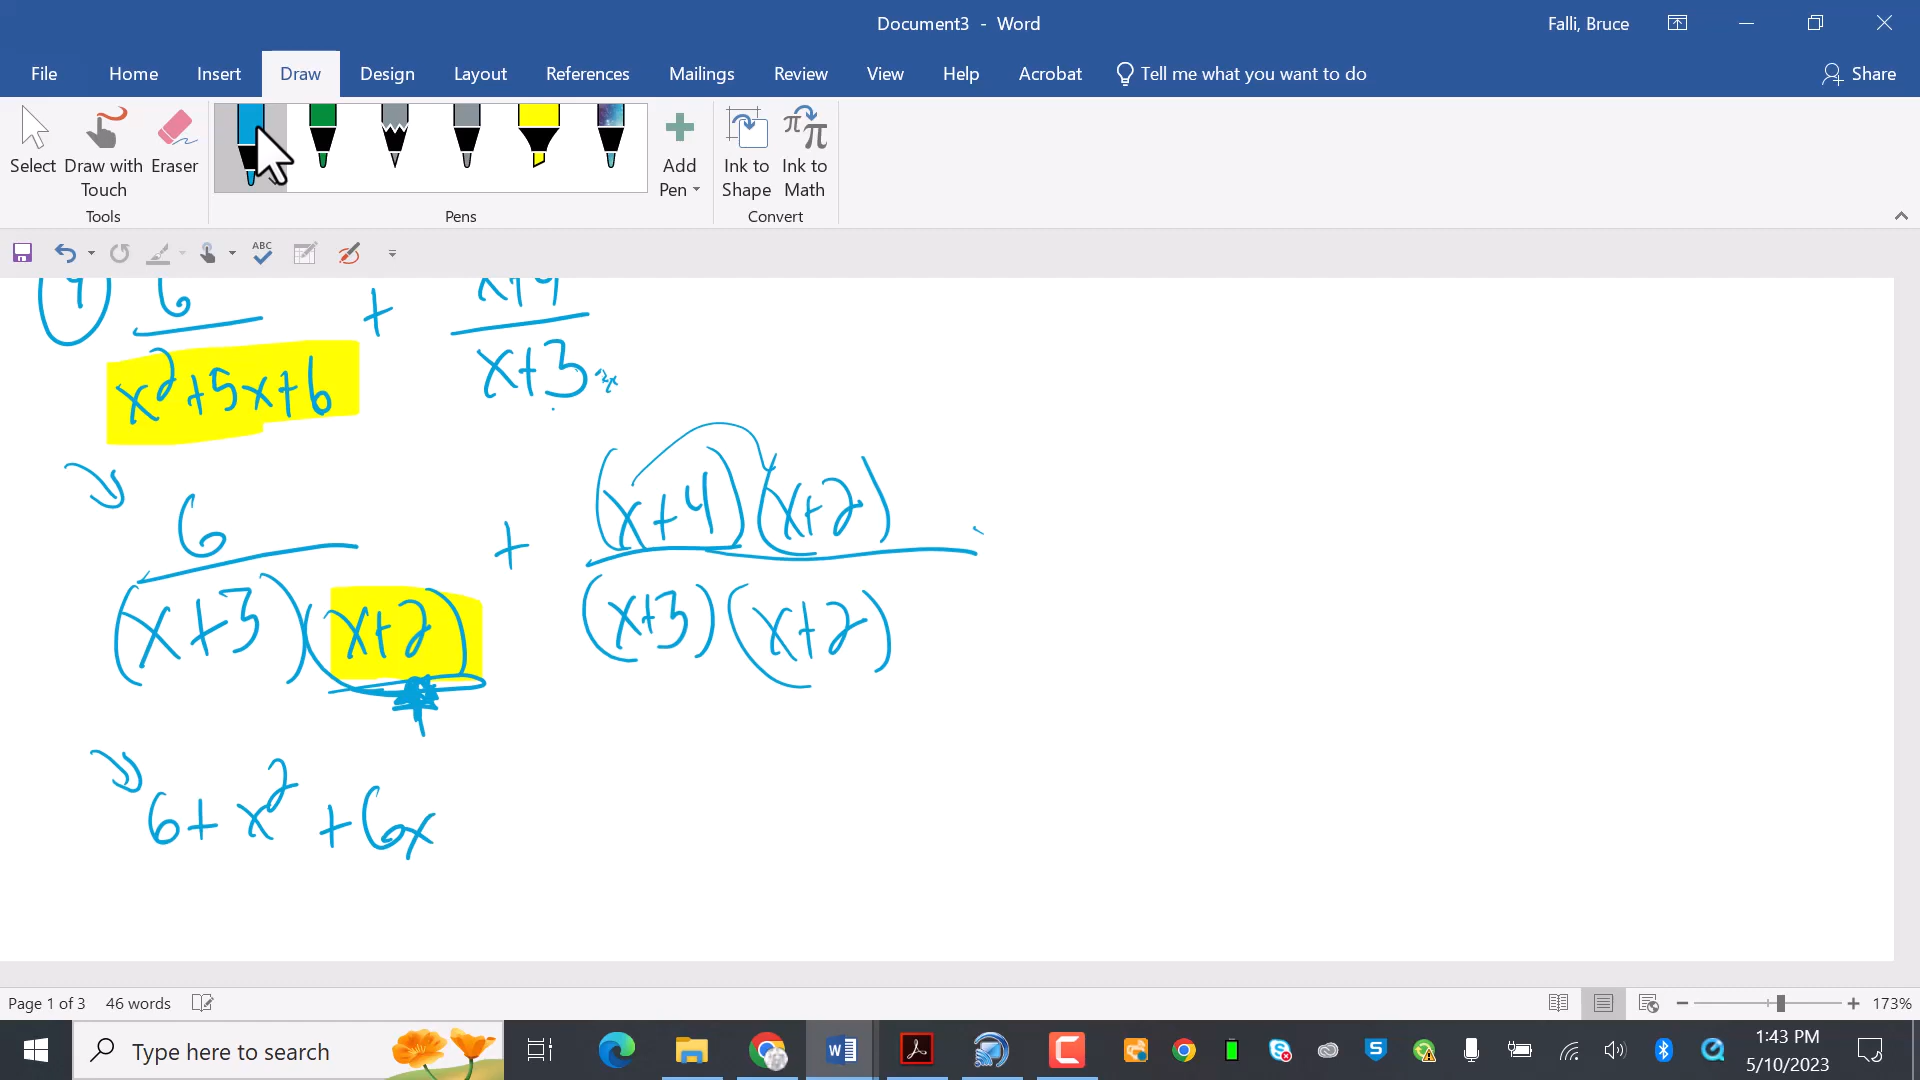 Document3 - Word
Falli, Bruce
File Home Insert Draw Design Layout References Mailings Review View Help Acrobat Tell me what you want to do Share
Select Draw with Touch Eraser Add Pen Ink to Shape Ink to Math
Tools Pens Convert
ABC
6 + x+4
x²+5x+6 x+3
6 + (x+4)(x+2)
(x+3)(x+2) (x+3)(x+2)
6+x²+6x
Page 1 of 3 46 words 173%
Type here to search
1:43 PM
5/10/2023